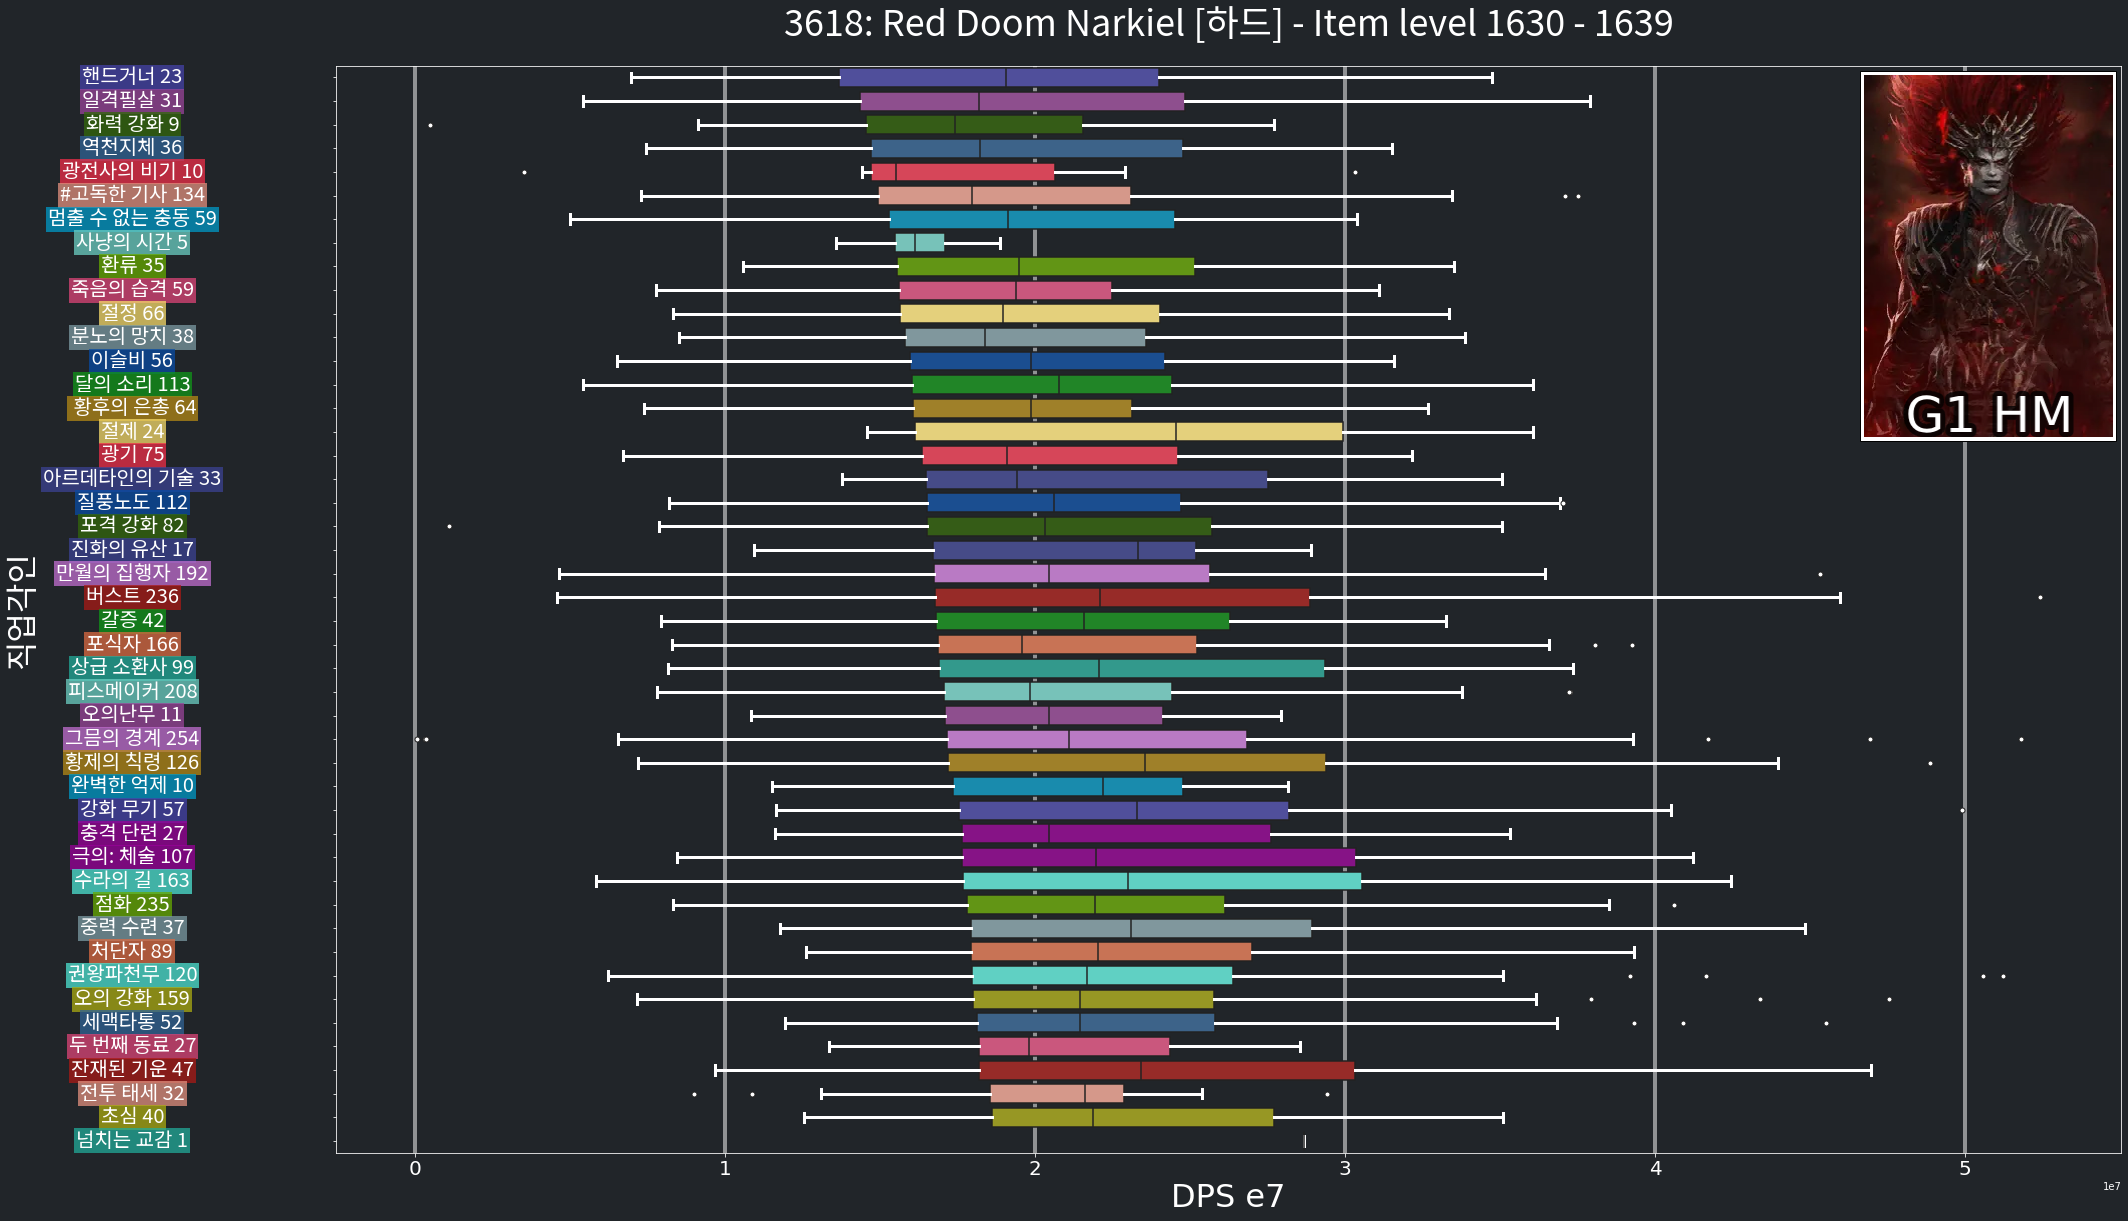 3618: Red Doom Narkiel [하드] - Item level 1630 - 1639
핸드거너 23
일격필살 31
화력 강화 9
역천지체 36
광전사의 비기 10
#고독한 기사 134
멈출 수 없는 충동 59
사냥의 시간 5
환류 35
죽음의 습격 59
절정 66
분노의 망치 38
이슬비 56
달의 소리 113
황후의 은총 64
절제 24
광기 75
아르데타인의 기술 33
질풍노도 112
포격 강화 82
진화의 유산 17
만월의 집행자 192
버스트 236
갈증 42
포식자 166
상급 소환사 99
피스메이커 208
오의난무 11
그믐의 경계 254
황제의 칙령 126
완벽한 억제 10
강화 무기 57
충격 단련 27
극의: 체술 107
수라의 길 163
점화 235
중력 수련 37
처단자 89
권왕파천무 120
오의 강화 159
세맥타통 52
두 번째 동료 27
잔재된 기운 47
전투 태세 32
초심 40
넘치는 교감 1
직업각인
G1 HM
0 1 2 3 4 5
1e7
DPS e7